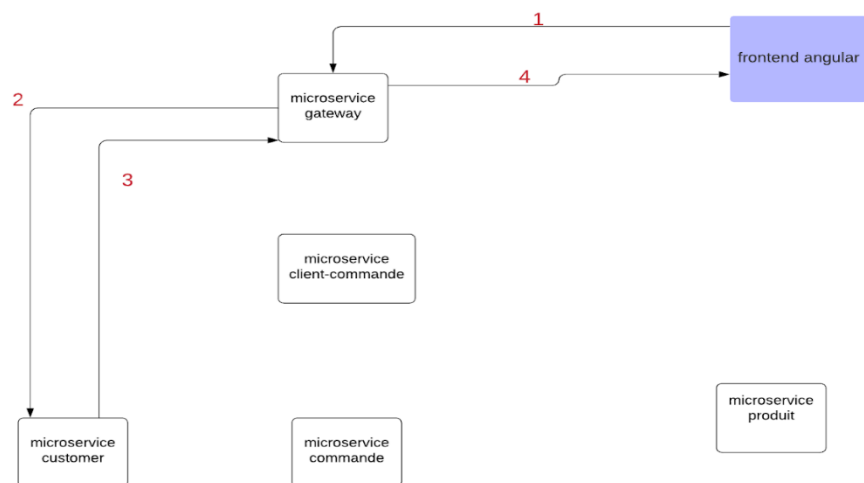 1
frontend angular
microservice
gateway
4
2
3
microservice
client-commande
microservice
produit
microservice
customer
microservice
commande